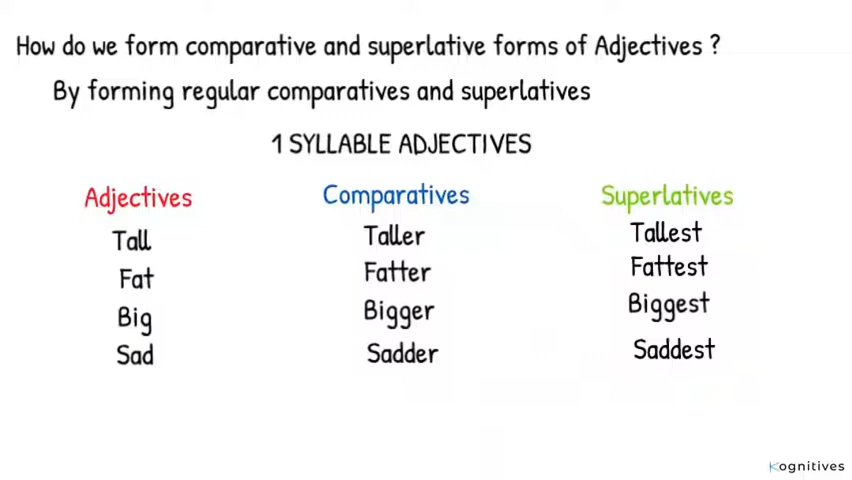 How do we form comparative and superlative forms of Adjectives ?
By forming regular comparatives and superlatives
1 SYLLABLE ADJECTIVES
Adjectives Comparatives Superlatives
Tall Taller Tallest
Fat Fatter Fattest
Big Bigger Biggest
Sad Sadder Saddest
Kognitives